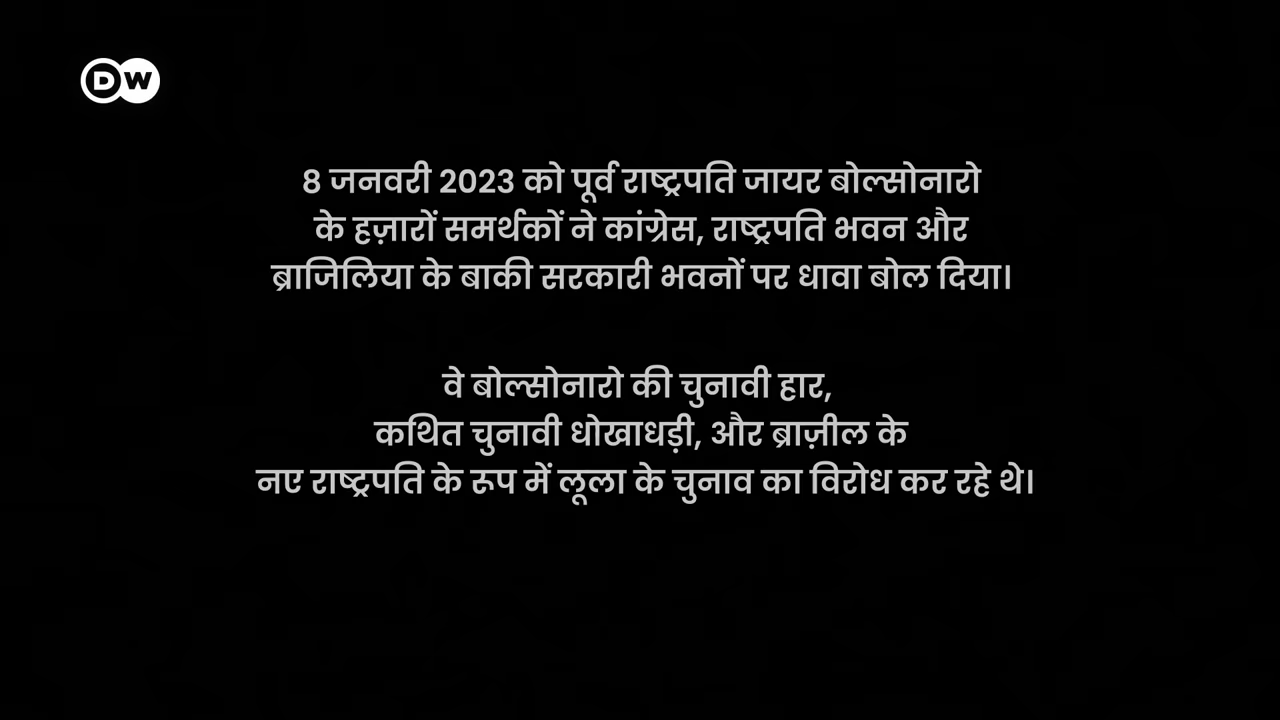 DW
8 जनवरी 2023 को पूर्व राष्ट्रपति जायर बोल्सोनारो
के हज़ारों समर्थकों ने कांग्रेस, राष्ट्रपति भवन और
ब्राजिलिया के बाकी सरकारी भवनों पर धावा बोल दिया।
वे बोल्सोनारो की चुनावी हार,
कथित चुनावी धोखाधड़ी, और ब्राज़ील के
नए राष्ट्रपति के रूप में लूला के चुनाव का विरोध कर रहे थे।